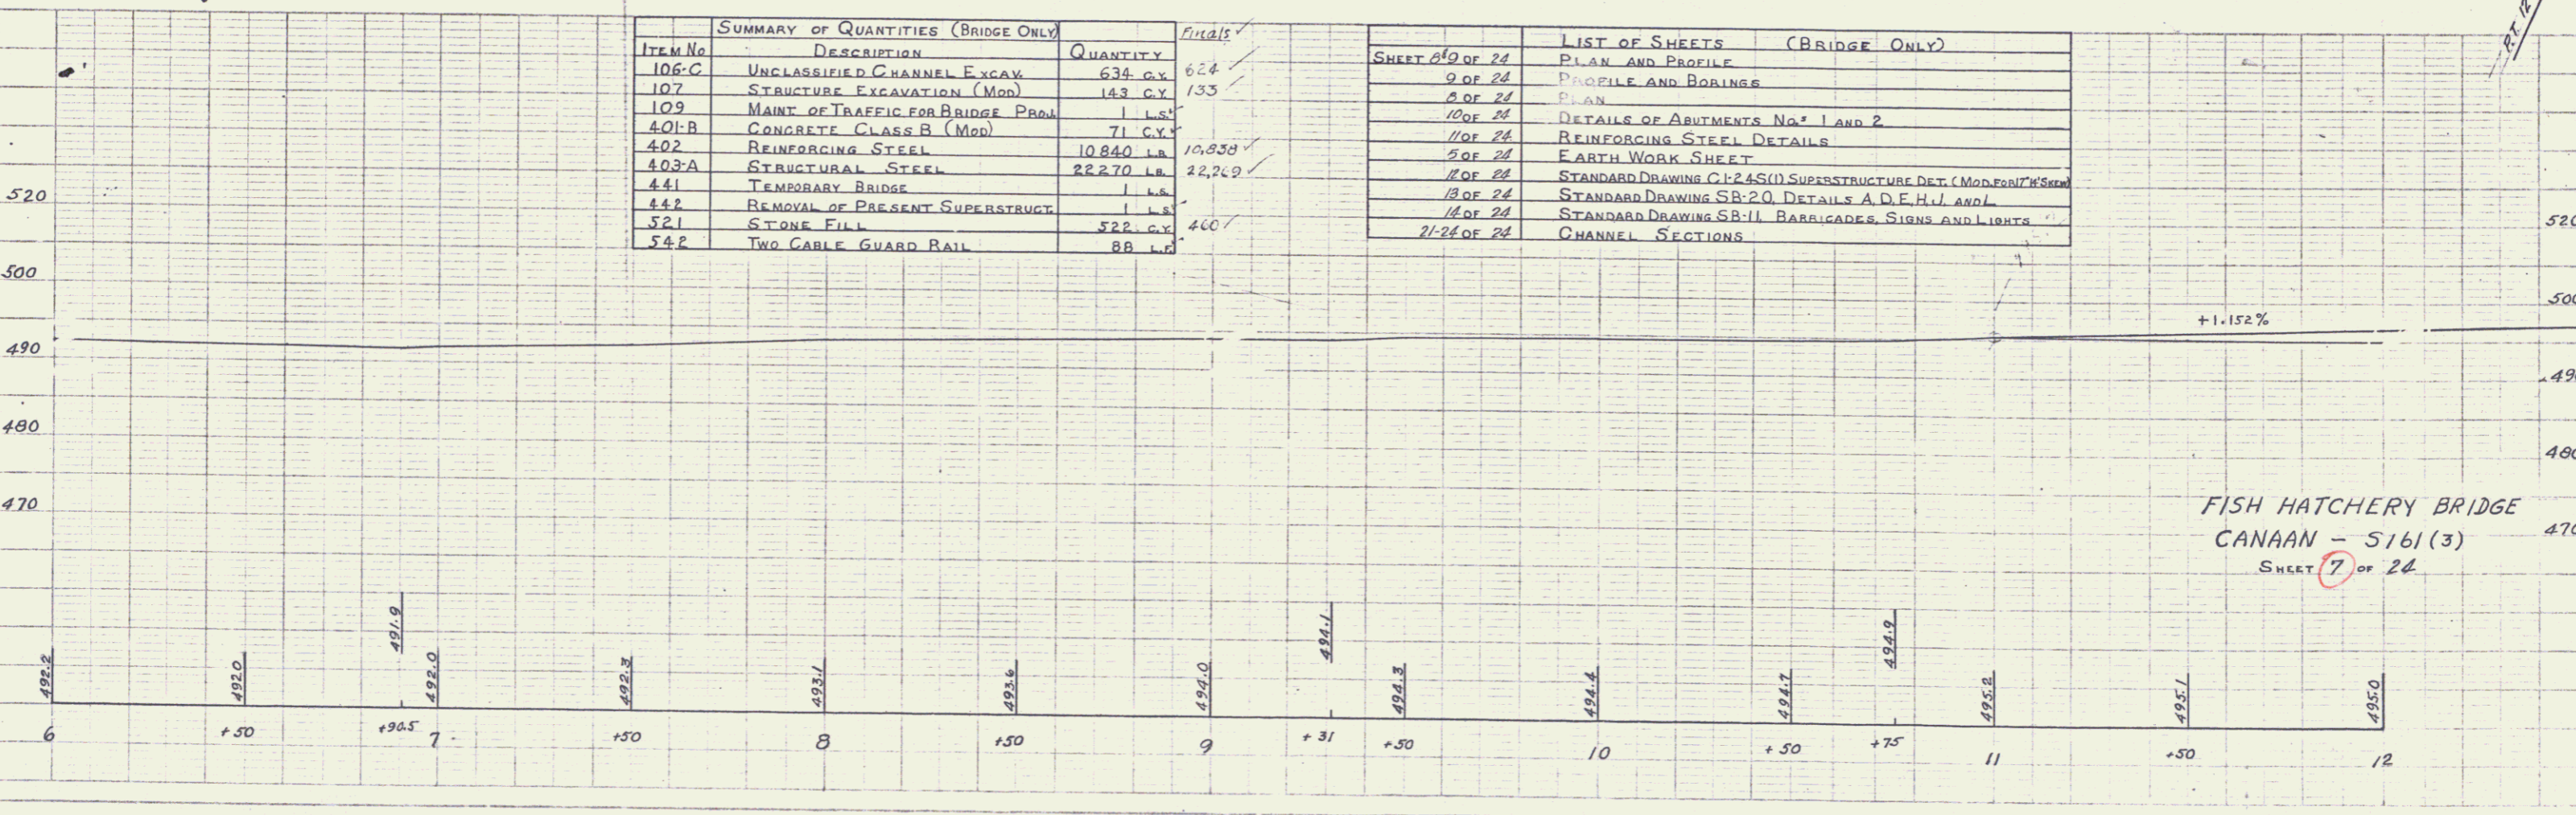 SUMMARY OF QUANTITIES (BRIDGE ONLY) Finals ✓
ITEM No DESCRIPTION QUANTITY
106-C UNCLASSIFIED CHANNEL EXCAV. 634 C.Y. 624 ✓
107 STRUCTURE EXCAVATION (MOD) 143 C.Y. 133 ✓
109 MAINT. OF TRAFFIC FOR BRIDGE PROJ. 1 L.S. ✓
401-B CONCRETE CLASS B (MOD) 71 C.Y. ✓
402 REINFORCING STEEL 10840 LB. 10,838 ✓
403-A STRUCTURAL STEEL 22270 LB. 22,269 ✓
441 TEMPORARY BRIDGE 1 L.S.
442 REMOVAL OF PRESENT SUPERSTRUCT. 1 L.S. ✓
521 STONE FILL 522 C.Y. 460 ✓
542 TWO CABLE GUARD RAIL 88 L.F. ✓
LIST OF SHEETS (BRIDGE ONLY)
SHEET 8&9 OF 24 PLAN AND PROFILE
9 OF 24 PROFILE AND BORINGS
8 OF 24 PLAN
10 OF 24 DETAILS OF ABUTMENTS Nos 1 AND 2
11 OF 24 REINFORCING STEEL DETAILS
5 OF 24 EARTH WORK SHEET
12 OF 24 STANDARD DRAWING C1-24S(1) SUPERSTRUCTURE DET. (MOD. FOR 17°14' SKEW)
13 OF 24 STANDARD DRAWING SB-20, DETAILS A, D, E, H, J, AND L
14 OF 24 STANDARD DRAWING SB-11, BARRICADES, SIGNS AND LIGHTS
21-24 OF 24 CHANNEL SECTIONS
P.T. 12
520 520
500 500
+1.152%
490 490
480 480
470 470
FISH HATCHERY BRIDGE
CANAAN - S161(3)
SHEET 7 OF 24
492.2 492.0 491.9 492.0 492.3 493.1 493.6 494.0 494.1 494.3 494.4 494.7 494.9 495.2 495.1 495.0
6 +50 +90.5 7 +50 8 +50 9 +31 +50 10 +50 +75 11 +50 12